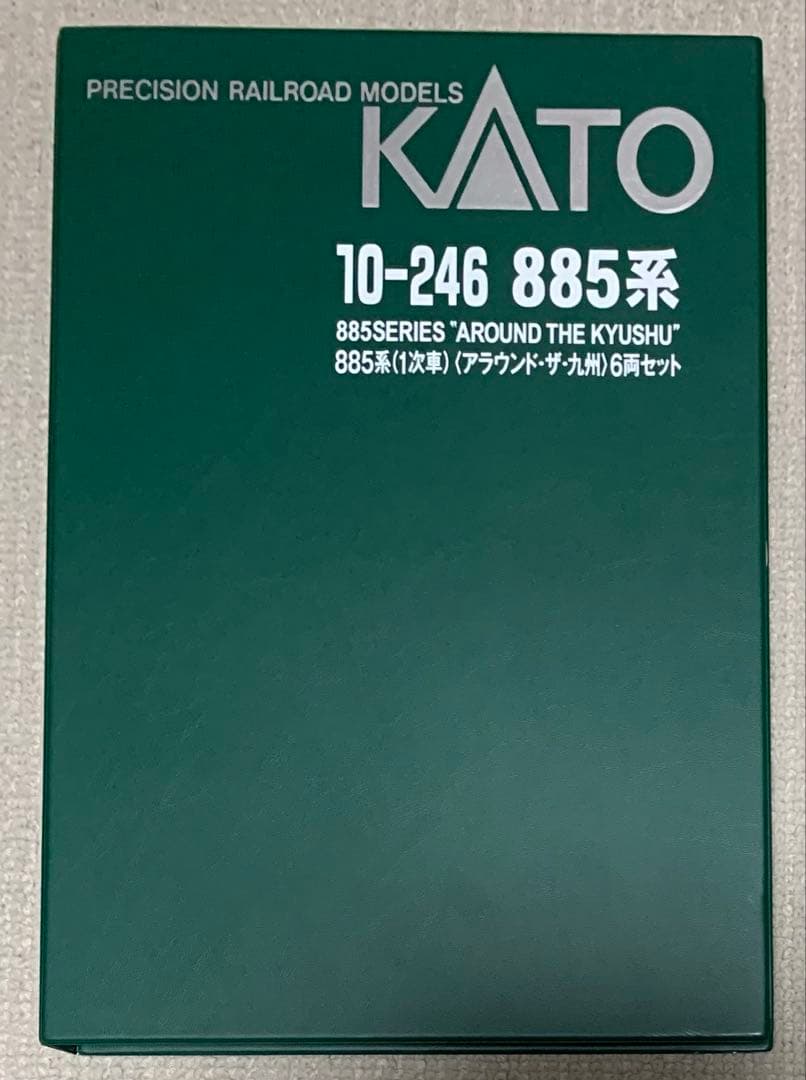 PRECISION RAILROAD MODELS
KATO
10-246 885系
885SERIES "AROUND THE KYUSHU"
885系(1次車)〈アラウンド・ザ・九州〉6両セット